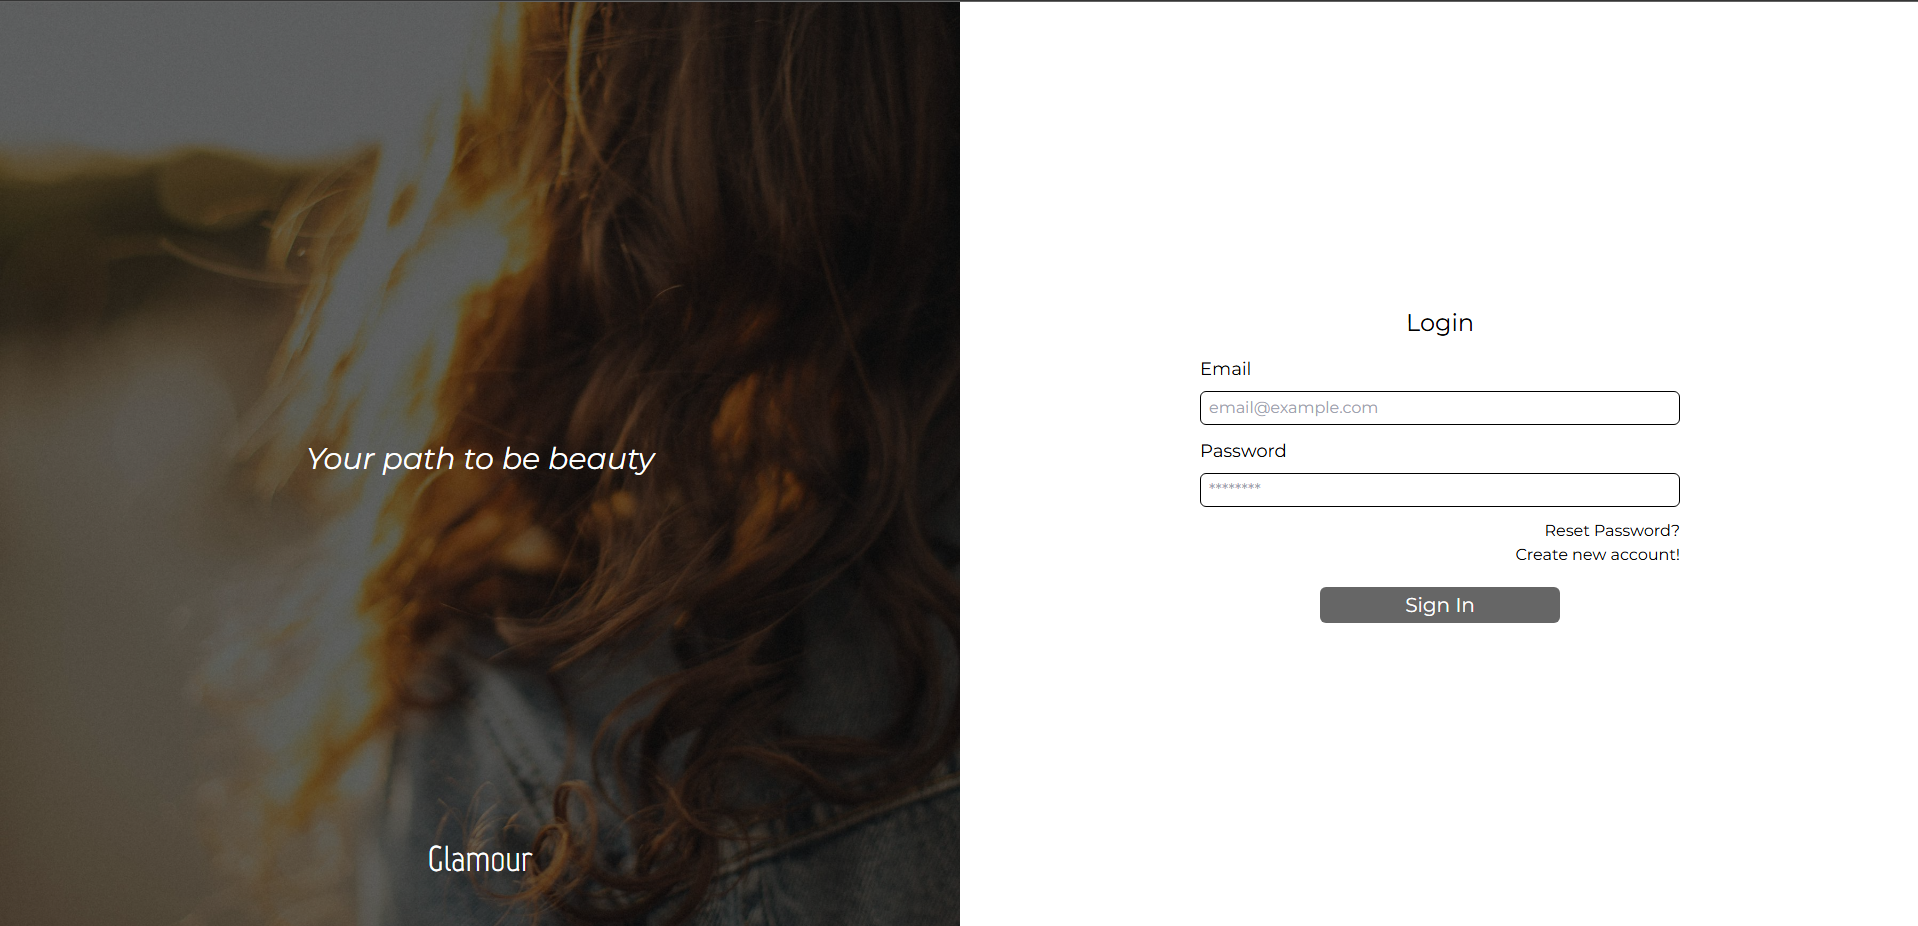 Your path to be beauty
Glamour
Login
Email
email@example.com
Password
********
Reset Password?
Create new account!
Sign In